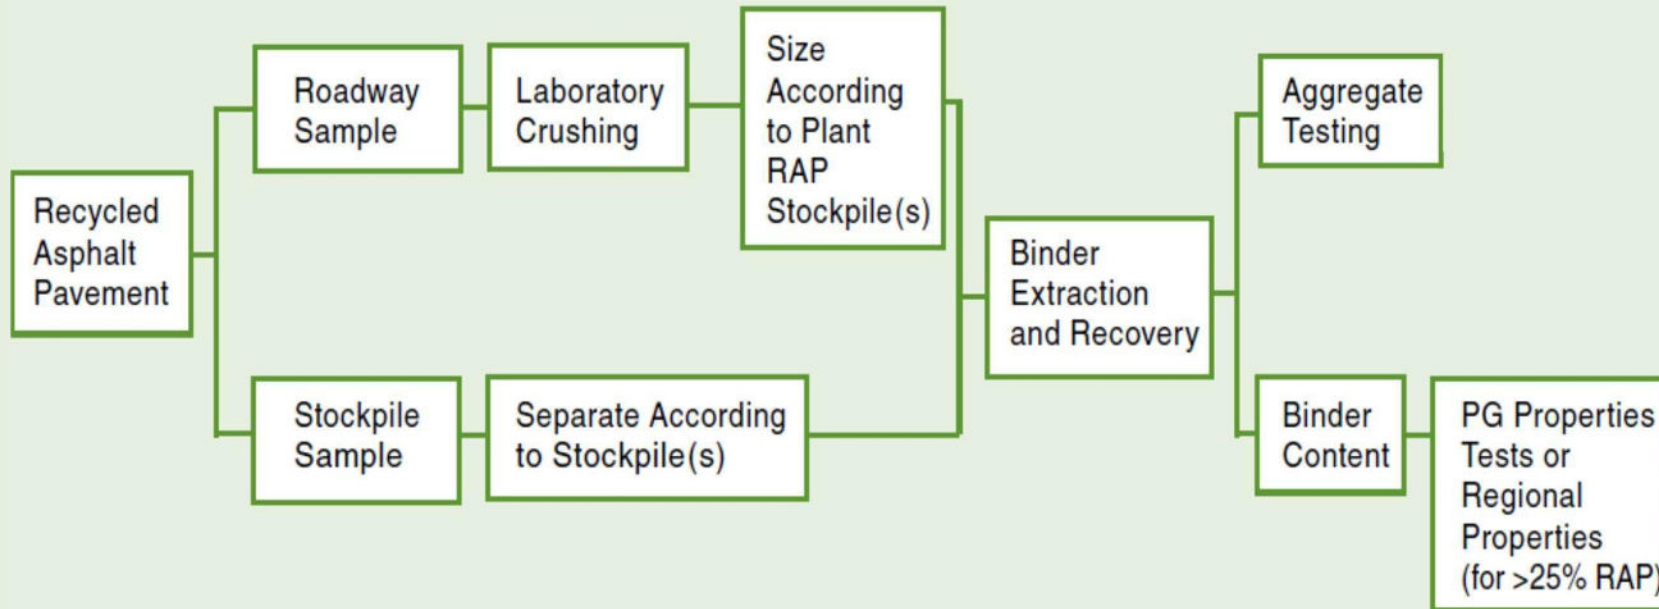 Recycled
Asphalt
Pavement
Roadway
Sample
Laboratory
Crushing
Size
According
to Plant
RAP
Stockpile(s)
Stockpile
Sample
Separate According
to Stockpile(s)
Binder
Extraction
and Recovery
Aggregate
Testing
Binder
Content
PG Properties
Tests or
Regional
Properties
(for >25% RAP)